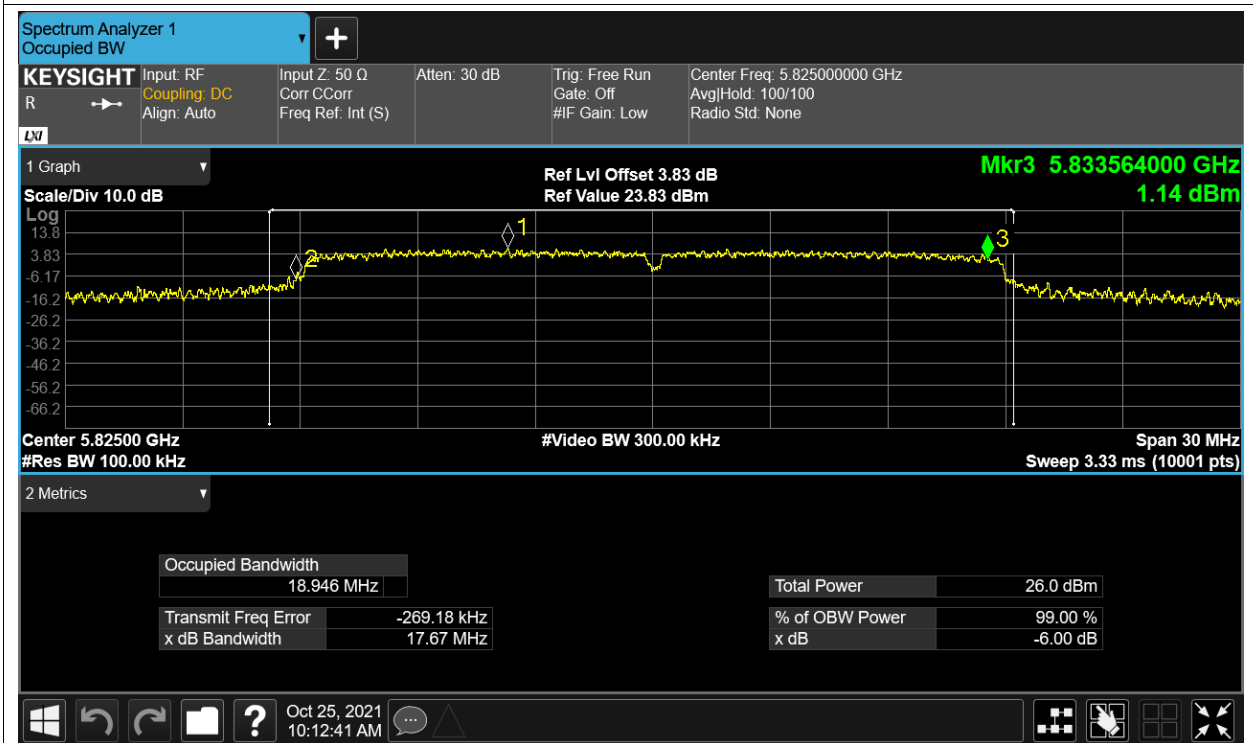 Spectrum Analyzer 1
Occupied BW
KEYSIGHT
R
LXI
Input: RF
Coupling: DC
Align: Auto
Input Z: 50 Ω
Corr CCorr
Freq Ref: Int (S)
Atten: 30 dB
Trig: Free Run
Gate: Off
#IF Gain: Low
Center Freq: 5.825000000 GHz
Avg|Hold: 100/100
Radio Std: None
1 Graph
Scale/Div 10.0 dB
Ref Lvl Offset 3.83 dB
Ref Value 23.83 dBm
Mkr3 5.833564000 GHz
1.14 dBm
Log
13.8
3.83
-6.17
-16.2
-26.2
-36.2
-46.2
-56.2
-66.2
1
2
3
Center 5.82500 GHz
#Video BW 300.00 kHz
Span 30 MHz
#Res BW 100.00 kHz
Sweep 3.33 ms (10001 pts)
2 Metrics
Occupied Bandwidth
18.946 MHz
Total Power 26.0 dBm
Transmit Freq Error -269.18 kHz
% of OBW Power 99.00 %
x dB Bandwidth 17.67 MHz
x dB -6.00 dB
?
Oct 25, 2021
10:12:41 AM